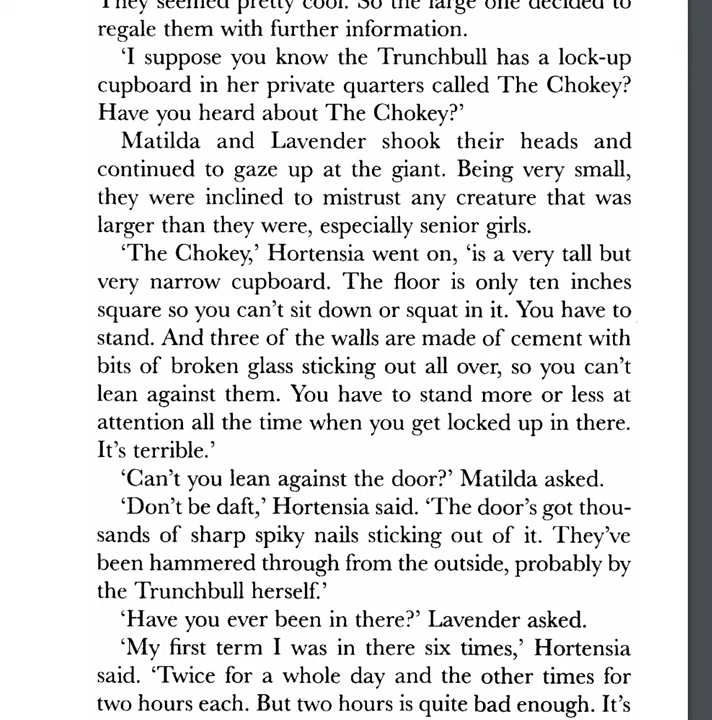 They seemed pretty cool. So the large one decided to
regale them with further information.
‘I suppose you know the Trunchbull has a lock-up
cupboard in her private quarters called The Chokey?
Have you heard about The Chokey?’
Matilda and Lavender shook their heads and
continued to gaze up at the giant. Being very small,
they were inclined to mistrust any creature that was
larger than they were, especially senior girls.
‘The Chokey,’ Hortensia went on, ‘is a very tall but
very narrow cupboard. The floor is only ten inches
square so you can’t sit down or squat in it. You have to
stand. And three of the walls are made of cement with
bits of broken glass sticking out all over, so you can’t
lean against them. You have to stand more or less at
attention all the time when you get locked up in there.
It’s terrible.’
‘Can’t you lean against the door?’ Matilda asked.
‘Don’t be daft,’ Hortensia said. ‘The door’s got thou-
sands of sharp spiky nails sticking out of it. They’ve
been hammered through from the outside, probably by
the Trunchbull herself.’
‘Have you ever been in there?’ Lavender asked.
‘My first term I was in there six times,’ Hortensia
said. ‘Twice for a whole day and the other times for
two hours each. But two hours is quite bad enough. It’s